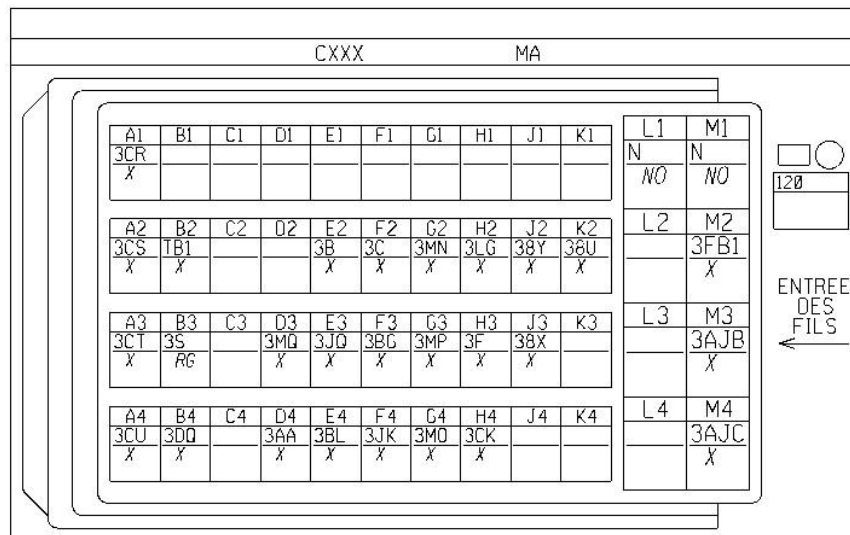 CXXX MA
A1 B1 C1 D1 E1 F1 G1 H1 J1 K1 L1 M1
3CR N N
X NO NO
120
A2 B2 C2 D2 E2 F2 G2 H2 J2 K2 L2 M2
3CS TB1 3B 3C 3MN 3LG 38Y 38U 3FB1
X X X X X X X X X
ENTREE
DES
FILS
A3 B3 C3 D3 E3 F3 G3 H3 J3 K3 L3 M3
3CT 3S 3MQ 3JQ 3BG 3MP 3F 38X 3AJB
X RG X X X X X X X
A4 B4 C4 D4 E4 F4 G4 H4 J4 K4 L4 M4
3CU 3DQ 3AA 3BL 3JK 3MO 3CK 3AJC
X X X X X X X X